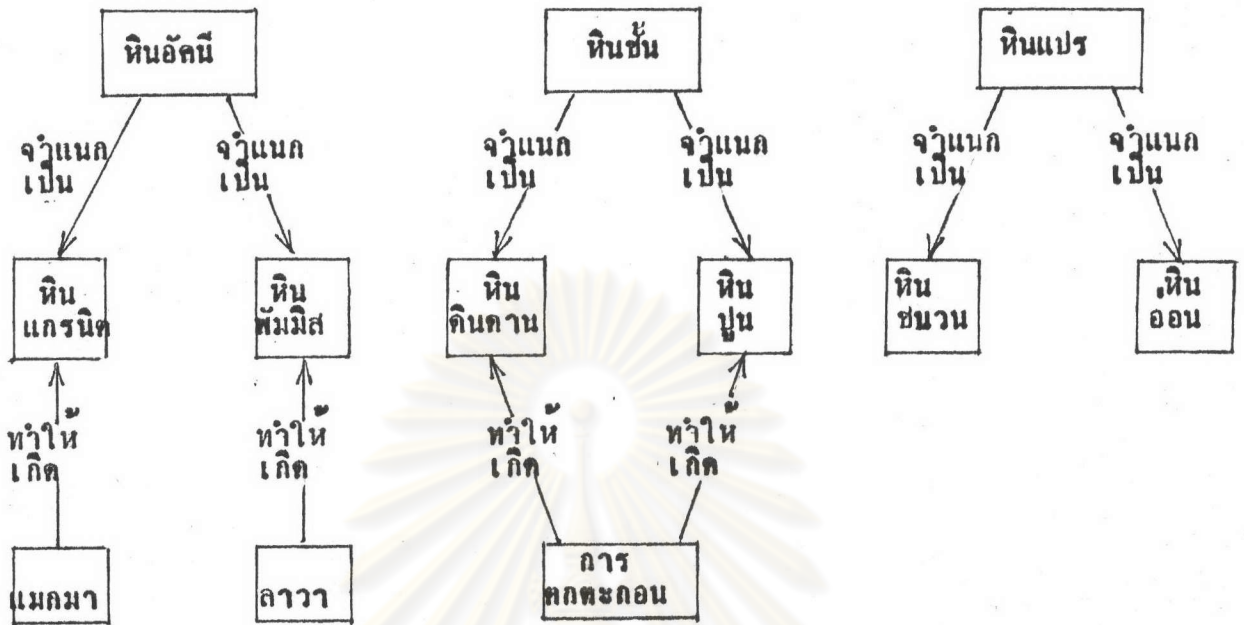 หินอัคนี
หินชั้น
หินแปร
จำแนก
เป็น
จำแนก
เป็น
จำแนก
เป็น
จำแนก
เป็น
จำแนก
เป็น
จำแนก
เป็น
หิน
แกรนิต
หิน
พัมมิส
หิน
ดินดาน
หิน
ปูน
หิน
ชนวน
หิน
ออน
ทำให้
เกิด
ทำให้
เกิด
ทำให้
เกิด
ทำให้
เกิด
แมกมา
ลาวา
การ
ตกตะกอน